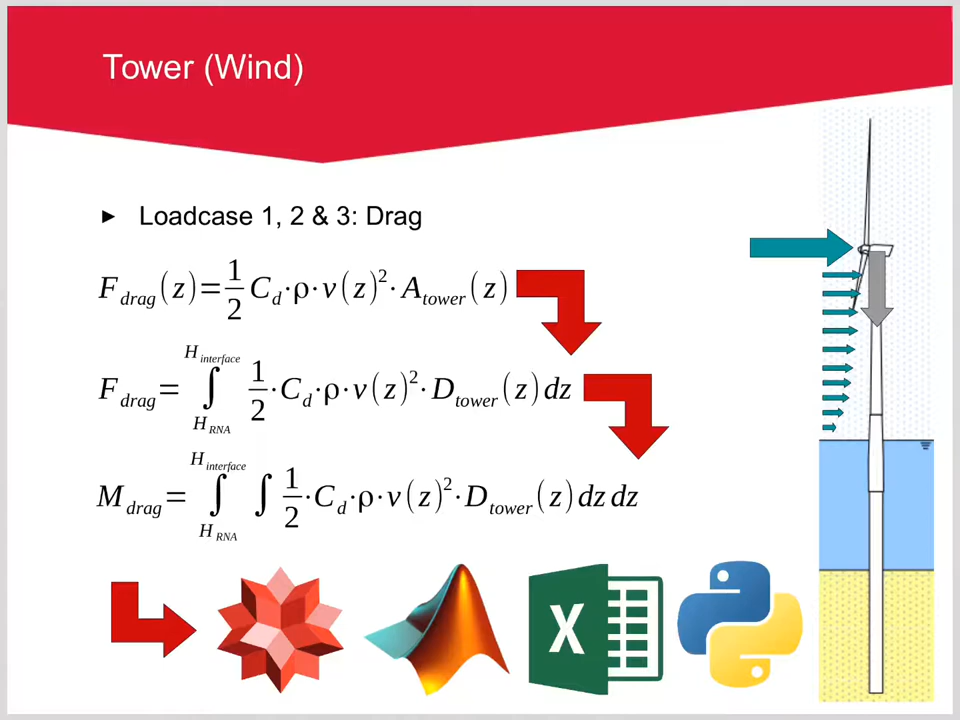 Tower (Wind)
► Loadcase 1, 2 & 3: Drag
F_drag(z)=1/2 C_d·ρ·v(z)²·A_tower(z)
F_drag=∫_{H_RNA}^{H_interface} 1/2·C_d·ρ·v(z)²·D_tower(z)dz
M_drag=∫_{H_RNA}^{H_interface} ∫ 1/2·C_d·ρ·v(z)²·D_tower(z)dz dz
X